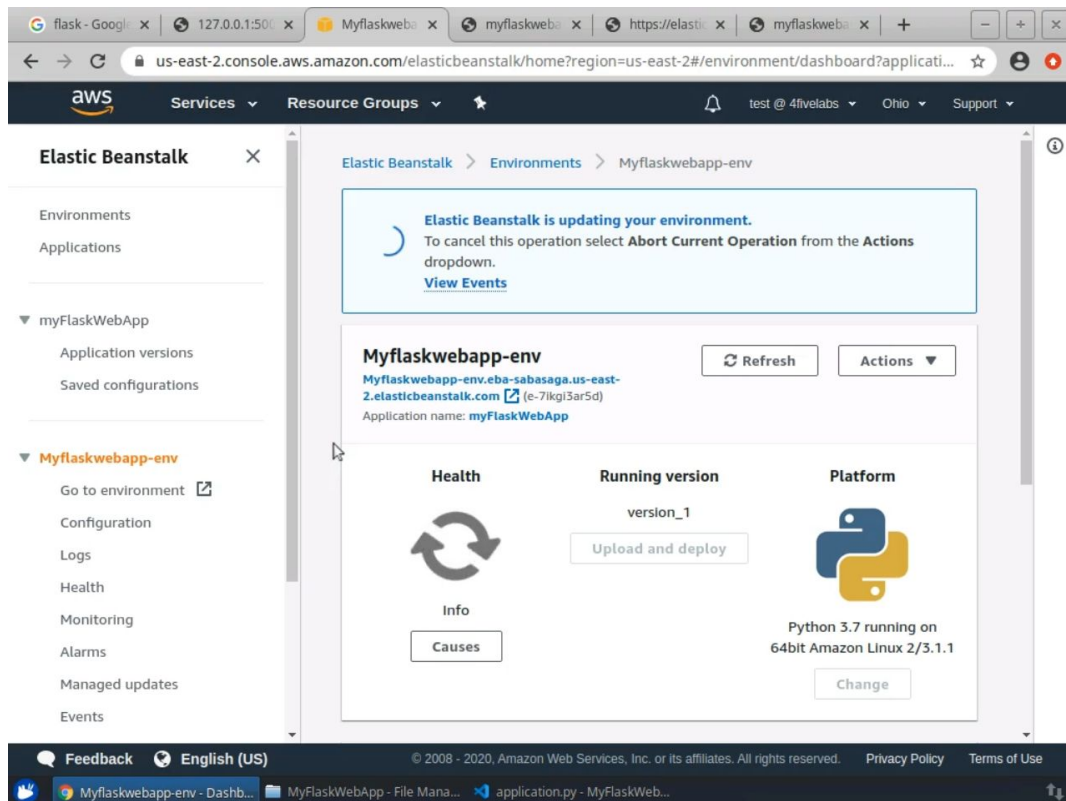 flask - Google
127.0.0.1:500
Myflaskweba
myflaskweba
https://elastic
myflaskweba
us-east-2.console.aws.amazon.com/elasticbeanstalk/home?region=us-east-2#/environment/dashboard?applicati...
aws
Services
Resource Groups
test @ 4fivelabs
Ohio
Support
Elastic Beanstalk
Environments
Applications
myFlaskWebApp
Application versions
Saved configurations
Myflaskwebapp-env
Go to environment
Configuration
Logs
Health
Monitoring
Alarms
Managed updates
Events
Elastic Beanstalk > Environments > Myflaskwebapp-env
Elastic Beanstalk is updating your environment.
To cancel this operation select Abort Current Operation from the Actions
dropdown.
View Events
Myflaskwebapp-env
Myflaskwebapp-env.eba-sabasaga.us-east-
2.elasticbeanstalk.com (e-7ikgi3ar5d)
Application name: myFlaskWebApp
Refresh
Actions
Health
Info
Causes
Running version
version_1
Upload and deploy
Platform
Python 3.7 running on
64bit Amazon Linux 2/3.1.1
Change
Feedback
English (US)
© 2008 - 2020, Amazon Web Services, Inc. or its affiliates. All rights reserved.
Privacy Policy
Terms of Use
Myflaskwebapp-env - Dashb...
MyFlaskWebApp - File Mana...
application.py - MyFlaskWeb...